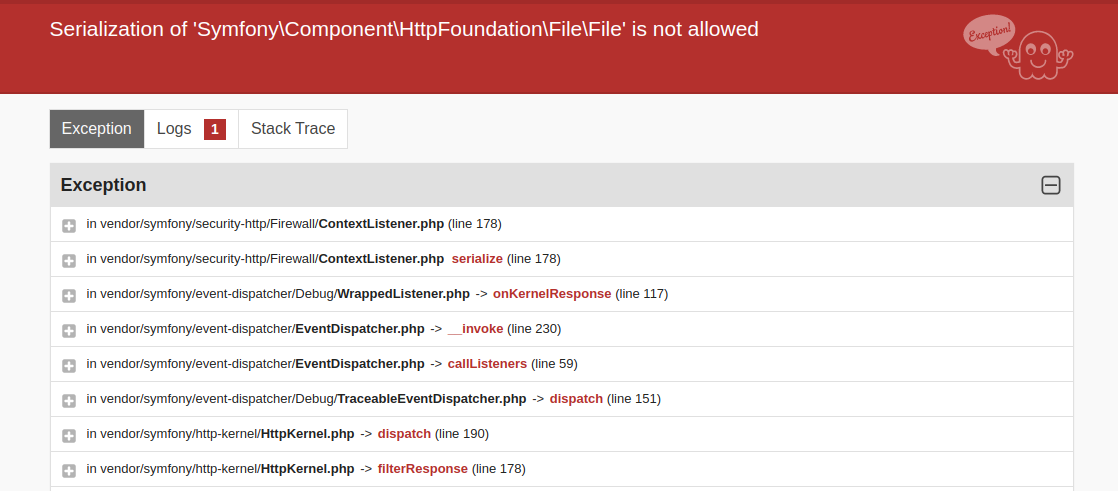 Serialization of 'Symfony\Component\HttpFoundation\File\File' is not allowed
Exception!
Exception Logs 1 Stack Trace
Exception
in vendor/symfony/security-http/Firewall/ContextListener.php (line 178)
in vendor/symfony/security-http/Firewall/ContextListener.php serialize (line 178)
in vendor/symfony/event-dispatcher/Debug/WrappedListener.php -> onKernelResponse (line 117)
in vendor/symfony/event-dispatcher/EventDispatcher.php -> __invoke (line 230)
in vendor/symfony/event-dispatcher/EventDispatcher.php -> callListeners (line 59)
in vendor/symfony/event-dispatcher/Debug/TraceableEventDispatcher.php -> dispatch (line 151)
in vendor/symfony/http-kernel/HttpKernel.php -> dispatch (line 190)
in vendor/symfony/http-kernel/HttpKernel.php -> filterResponse (line 178)